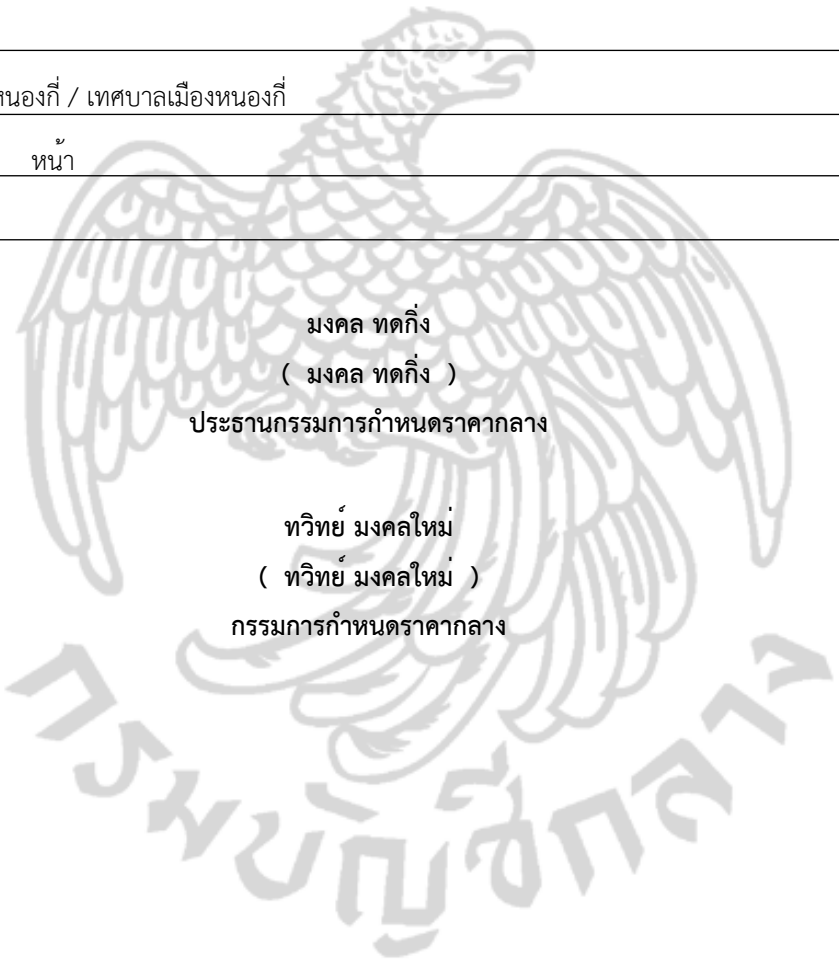 หนองกี่ / เทศบาลเมืองหนองกี่
หน้า
มงคล ทดกิ่ง
( มงคล ทดกิ่ง )
ประธานกรรมการกำหนดราคากลาง
ทวิทย์ มงคลใหม่
( ทวิทย์ มงคลใหม่ )
กรรมการกำหนดราคากลาง
กรมบัญชีกลาง